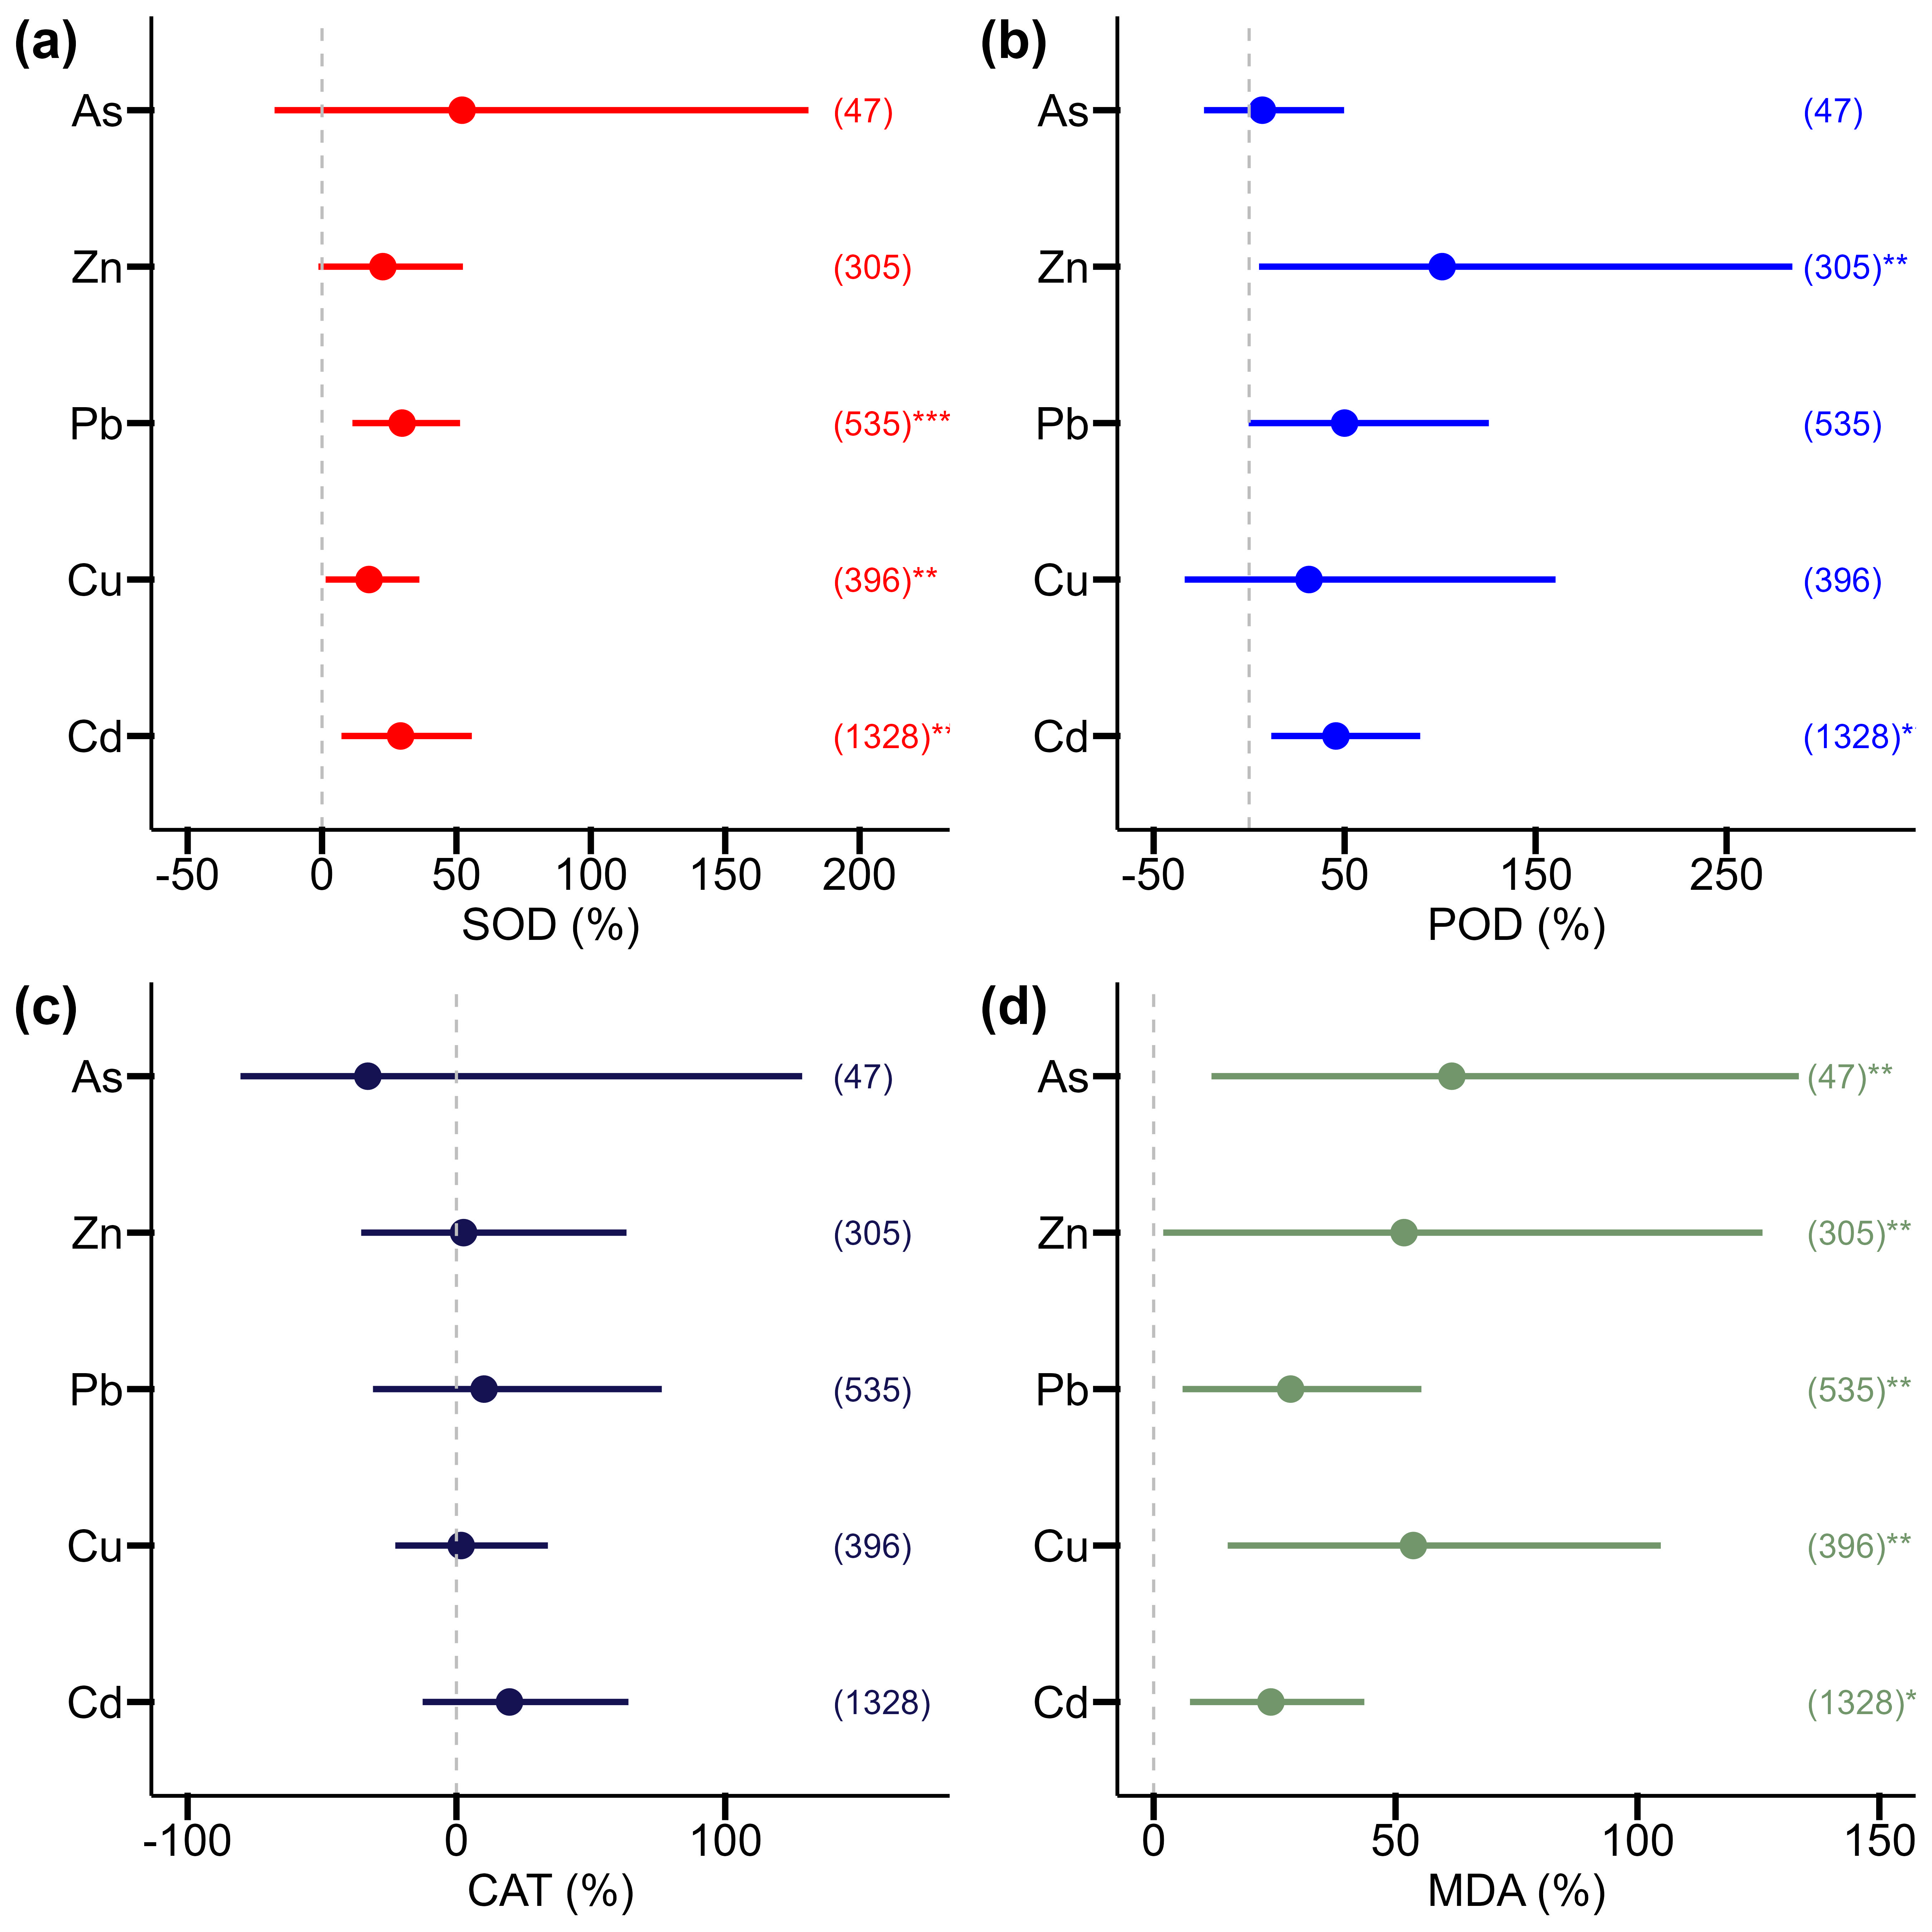 (a)
As (47)
Zn (305)
Pb (535)***
Cu (396)**
Cd (1328)**
-50 0 50 100 150 200
SOD (%)
(b)
As (47)
Zn (305)**
Pb (535)
Cu (396)
Cd (1328)*
-50 50 150 250
POD (%)
(c)
As (47)
Zn (305)
Pb (535)
Cu (396)
Cd (1328)
-100 0 100
CAT (%)
(d)
As (47)**
Zn (305)**
Pb (535)**
Cu (396)**
Cd (1328)*
0 50 100 150
MDA (%)